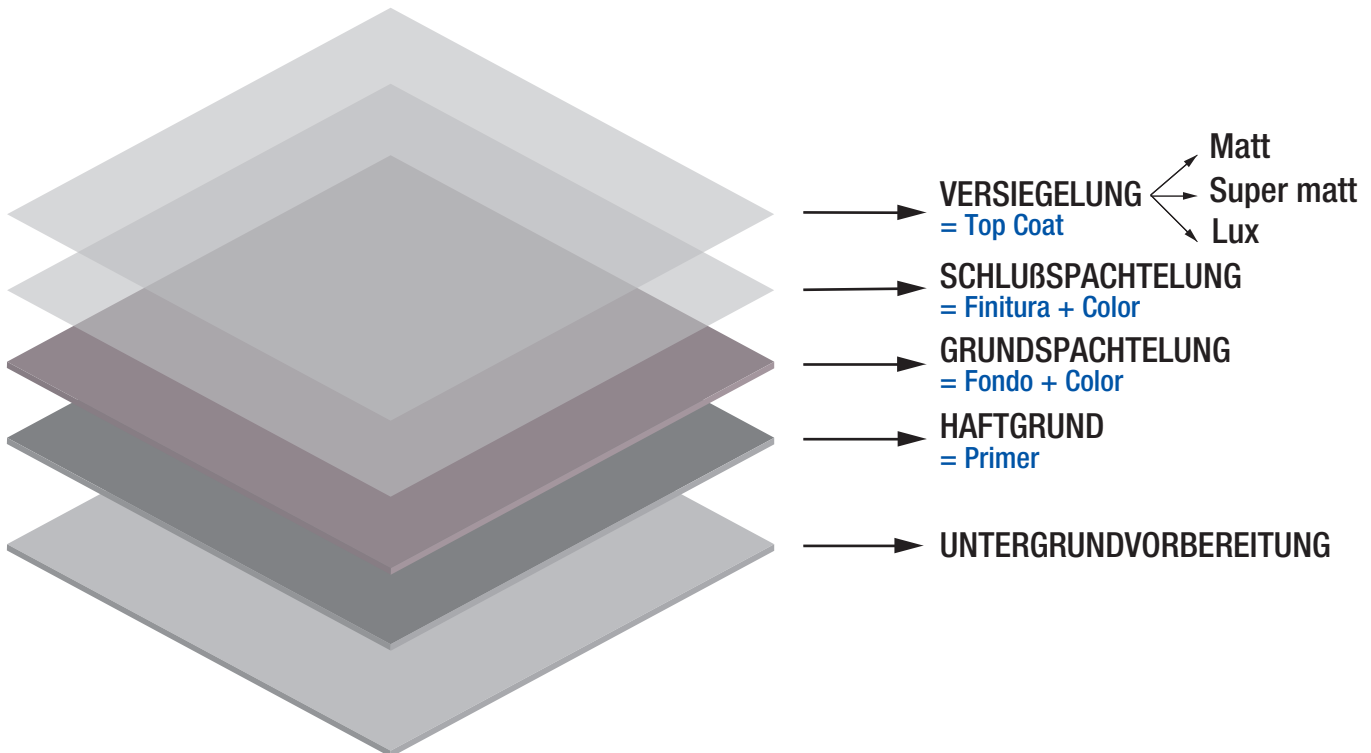 VERSIEGELUNG
= Top Coat
Matt
Super matt
Lux
SCHLUßSPACHTELUNG
= Finitura + Color
GRUNDSPACHTELUNG
= Fondo + Color
HAFTGRUND
= Primer
UNTERGRUNDVORBEREITUNG